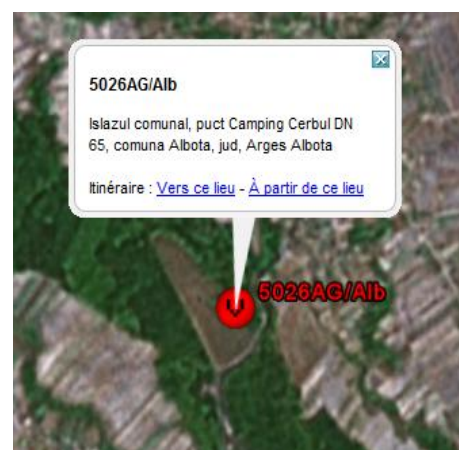 5026AG/Alb
Islazul comunal, puct Camping Cerbul DN
65, comuna Albota, jud, Arges Albota
Itinéraire : Vers ce lieu - À partir de ce lieu
5026AG/Alb